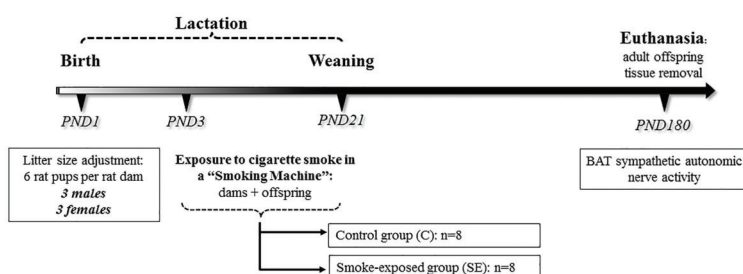 Lactation
Birth
Weaning
Euthanasia:
adult offspring
tissue removal
PND1
PND3
PND21
PND180
Litter size adjustment:
6 rat pups per rat dam
3 males
3 females
Exposure to cigarette smoke in
a “Smoking Machine”:
dams + offspring
BAT sympathetic autonomic
nerve activity
Control group (C): n=8
Smoke-exposed group (SE): n=8